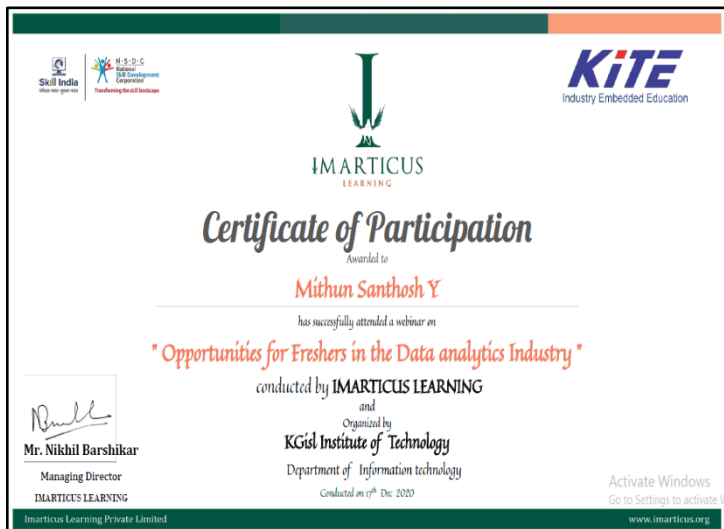 Skill India
कौशल भारत - कुशल भारत
N·S·D·C
National
Skill Development
Corporation
Transforming the skill landscape
KiTE
Industry Embedded Education
IMARTICUS
LEARNING
Certificate of Participation
Awarded to
Mithun Santhosh Y
has successfully attended a webinar on
" Opportunities for Freshers in the Data analytics Industry "
conducted by IMARTICUS LEARNING
and
Organized by
KGisl Institute of Technology
Department of Information technology
Conducted on 17th Dec 2020
Mr. Nikhil Barshikar
Managing Director
IMARTICUS LEARNING
Activate Windows
Go to Settings to activate W
Imarticus Learning Private Limited
www.imarticus.org